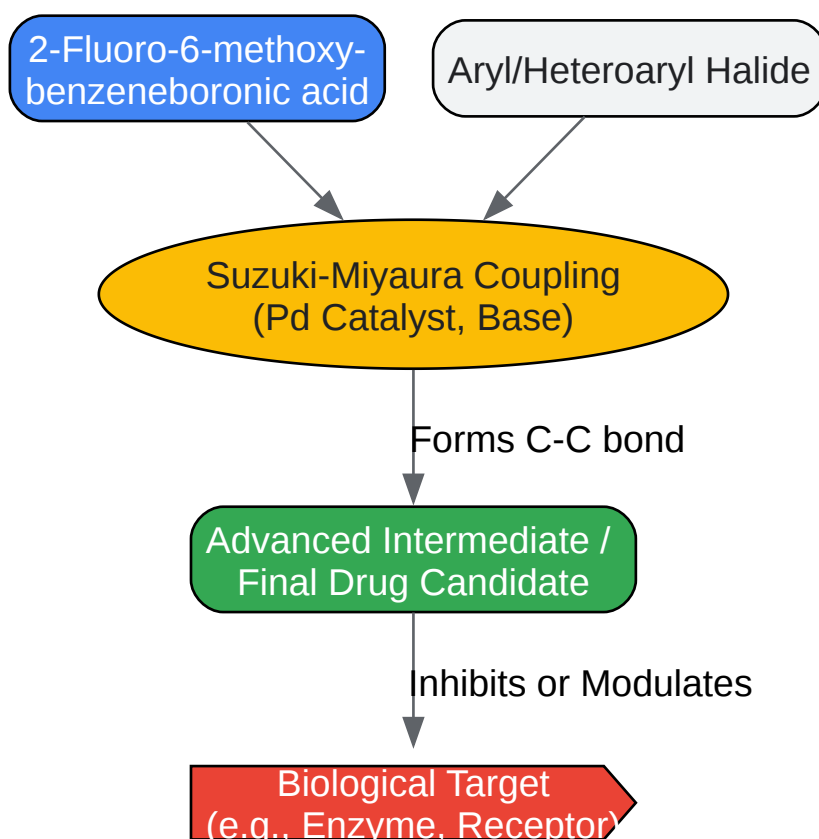 2-Fluoro-6-methoxy-
benzeneboronic acid
Aryl/Heteroaryl Halide
Suzuki-Miyaura Coupling
(Pd Catalyst, Base)
Forms C-C bond
Advanced Intermediate /
Final Drug Candidate
Inhibits or Modulates
Biological Target
(e.g., Enzyme, Receptor)